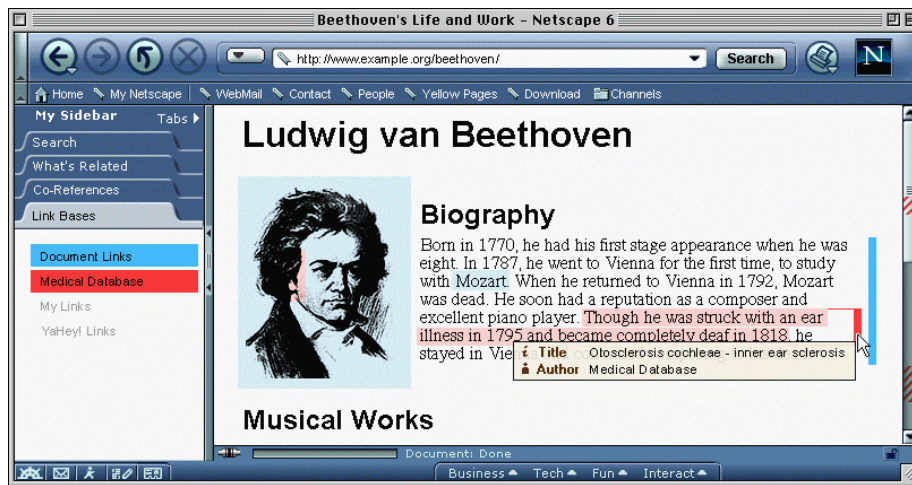 Beethoven's Life and Work - Netscape 6
http://www.example.org/beethoven/
Search
N
Home My Netscape WebMail Contact People Yellow Pages Download Channels
My Sidebar Tabs
Search
What's Related
Co-References
Link Bases
Document Links
Medical Database
My Links
YaHey! Links
Ludwig van Beethoven
Biography
Born in 1770, he had his first stage appearance when he was
eight. In 1787, he went to Vienna for the first time, to study
with Mozart. When he returned to Vienna in 1792, Mozart
was dead. He soon had a reputation as a composer and
excellent piano player. Though he was struck with an ear
illness in 1795 and became completely deaf in 1818, he
stayed in Vie
i Title Otosclerosis cochleae - inner ear sclerosis
Author Medical Database
Musical Works
Document: Done
Business Tech Fun Interact